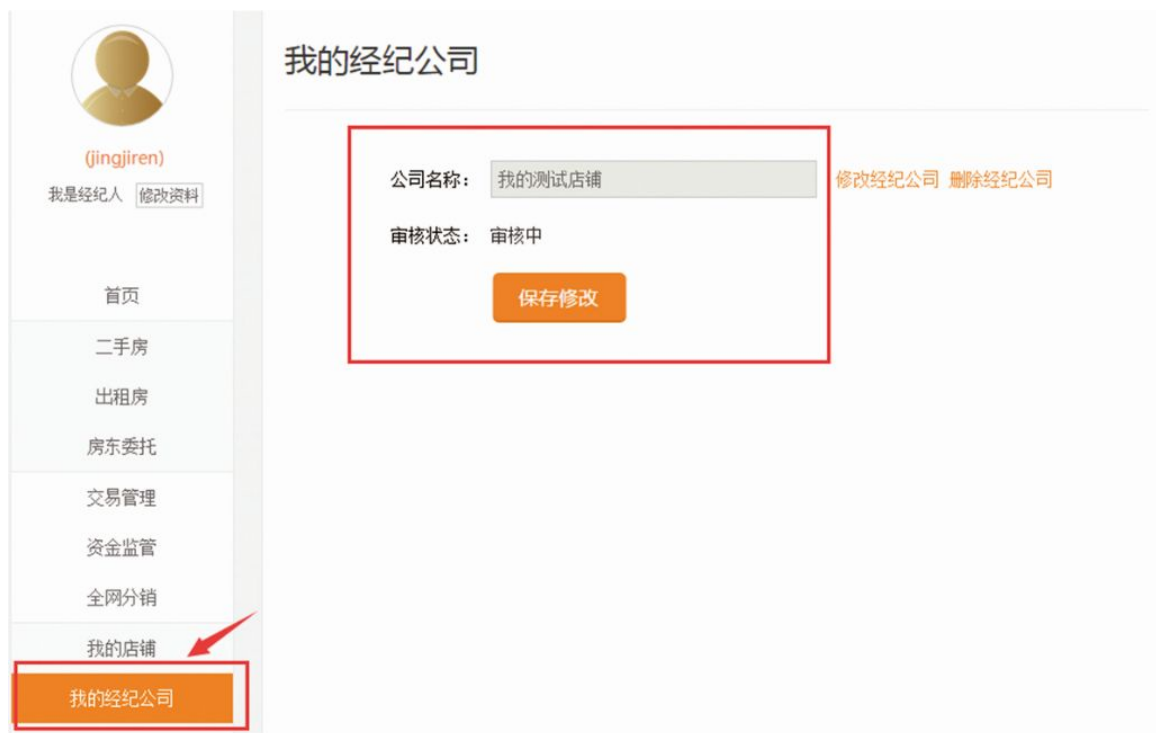 我的经纪公司
(jingjiren)
我是经纪人 修改资料
公司名称： 我的测试店铺 修改经纪公司 删除经纪公司
审核状态： 审核中
保存修改
首页
二手房
出租房
房东委托
交易管理
资金监管
全网分销
我的店铺
我的经纪公司